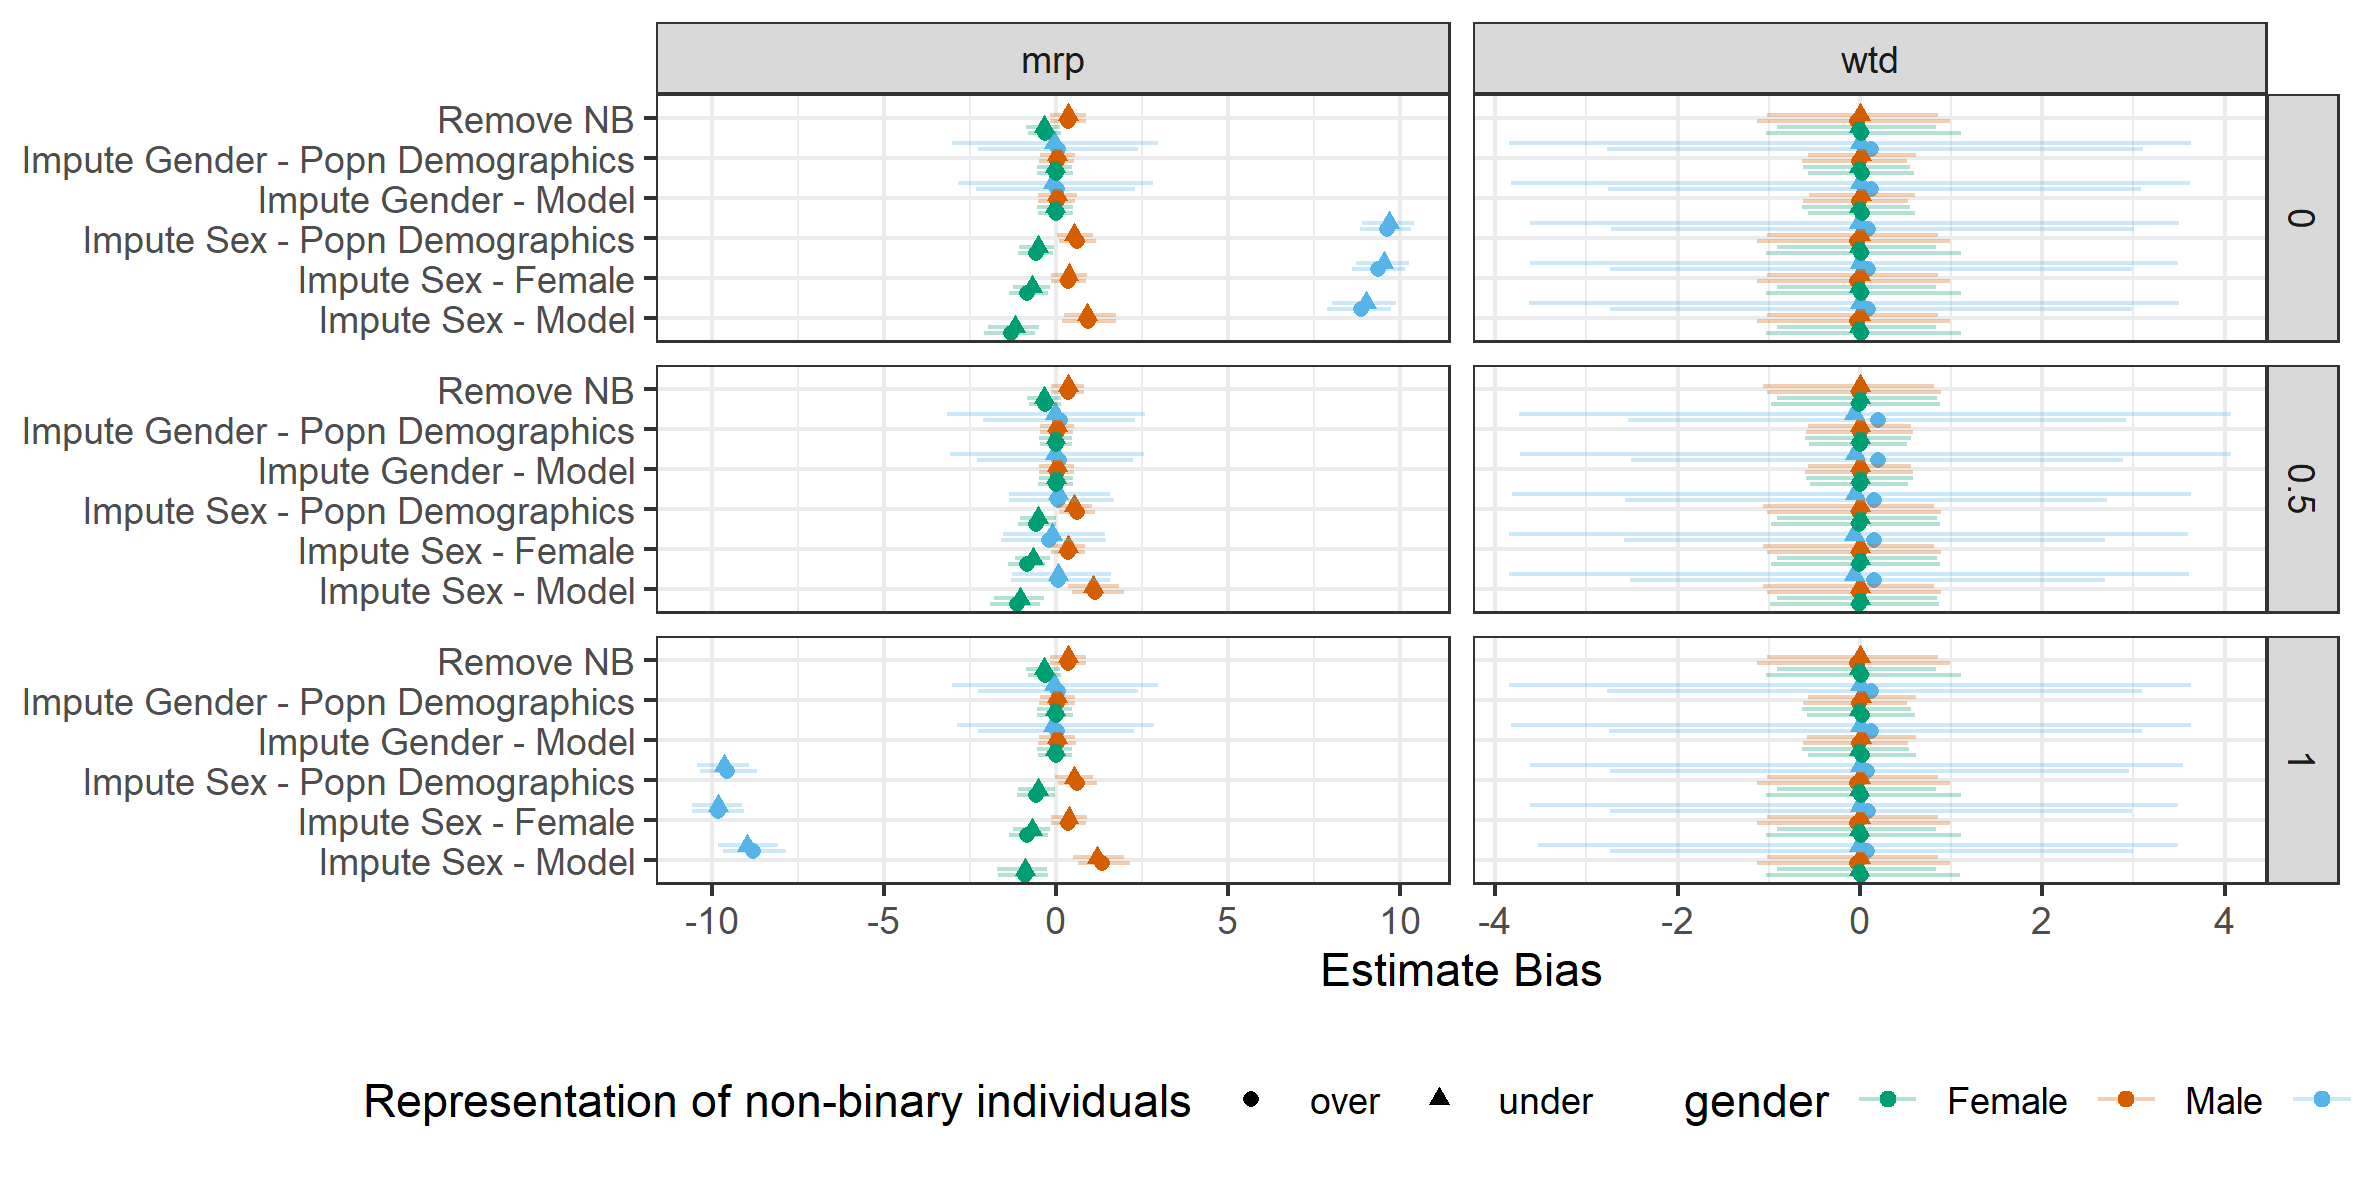 mrp wtd
Remove NB
Impute Gender - Popn Demographics
Impute Gender - Model
Impute Sex - Popn Demographics
Impute Sex - Female
Impute Sex - Model
0
Remove NB
Impute Gender - Popn Demographics
Impute Gender - Model
Impute Sex - Popn Demographics
Impute Sex - Female
Impute Sex - Model
0.5
Remove NB
Impute Gender - Popn Demographics
Impute Gender - Model
Impute Sex - Popn Demographics
Impute Sex - Female
Impute Sex - Model
1
-10 -5 0 5 10 -4 -2 0 2 4
Estimate Bias
Representation of non-binary individuals over under gender Female Male